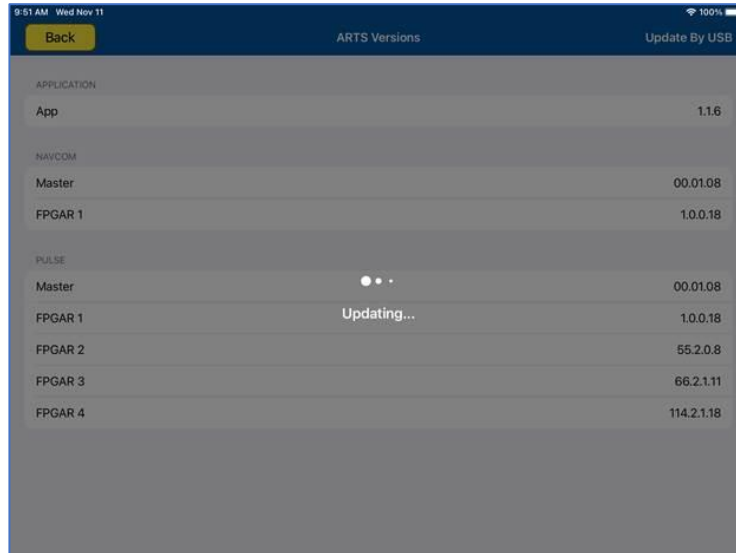 9:51 AM Wed Nov 11 100%
Back ARTS Versions Update By USB
APPLICATION
App 1.1.6
NAVCOM
Master 00.01.08
FPGAR 1 1.0.0.18
PULSE
Master 00.01.08
FPGAR 1 1.0.0.18
Updating...
FPGAR 2 55.2.0.8
FPGAR 3 66.2.1.11
FPGAR 4 114.2.1.18